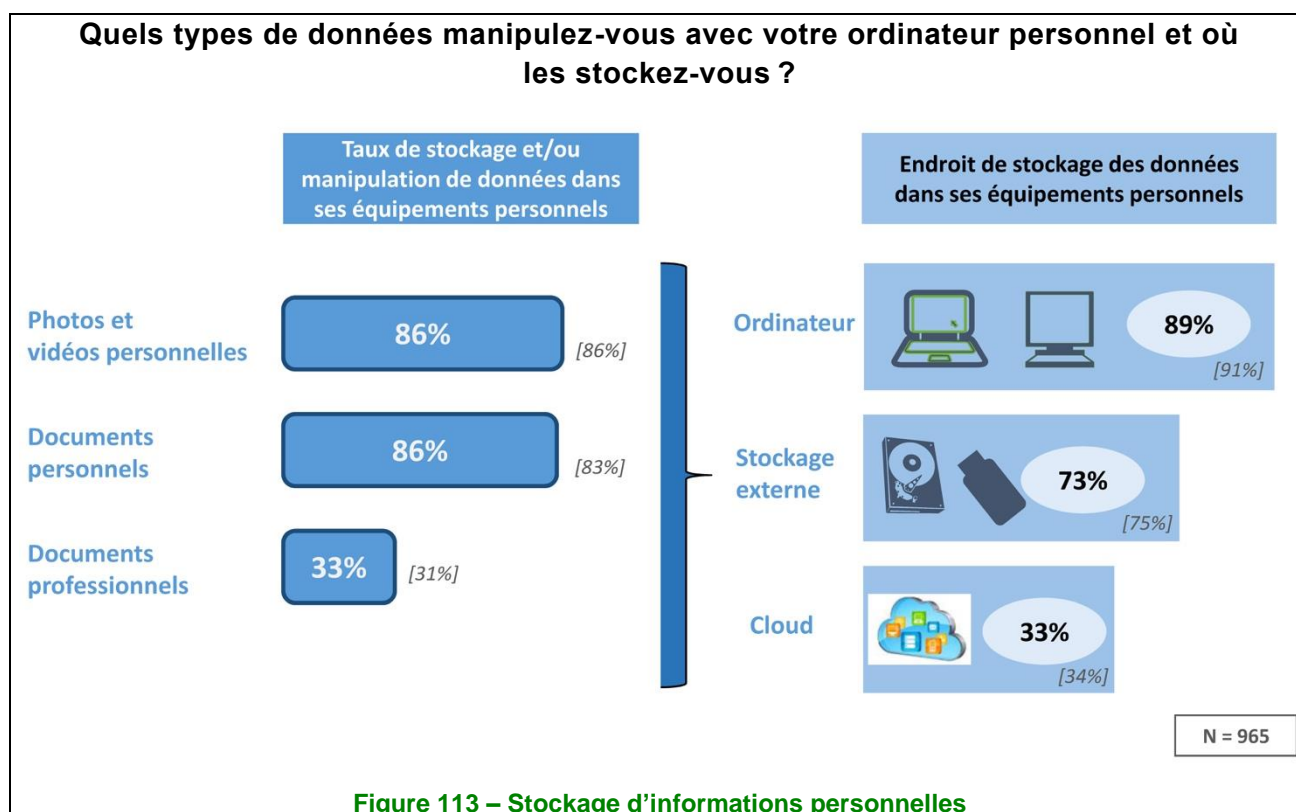 Quels types de données manipulez-vous avec votre ordinateur personnel et où
les stockez-vous ?
Taux de stockage et/ou
manipulation de données dans
ses équipements personnels
Photos et
vidéos personnelles
86%
[86%]
Documents
personnels
86%
[83%]
Documents
professionnels
33%
[31%]
Endroit de stockage des données
dans ses équipements personnels
Ordinateur
89%
[91%]
Stockage
externe
73%
[75%]
Cloud
33%
[34%]
N = 965
Figure 113 – Stockage d'informations personnelles